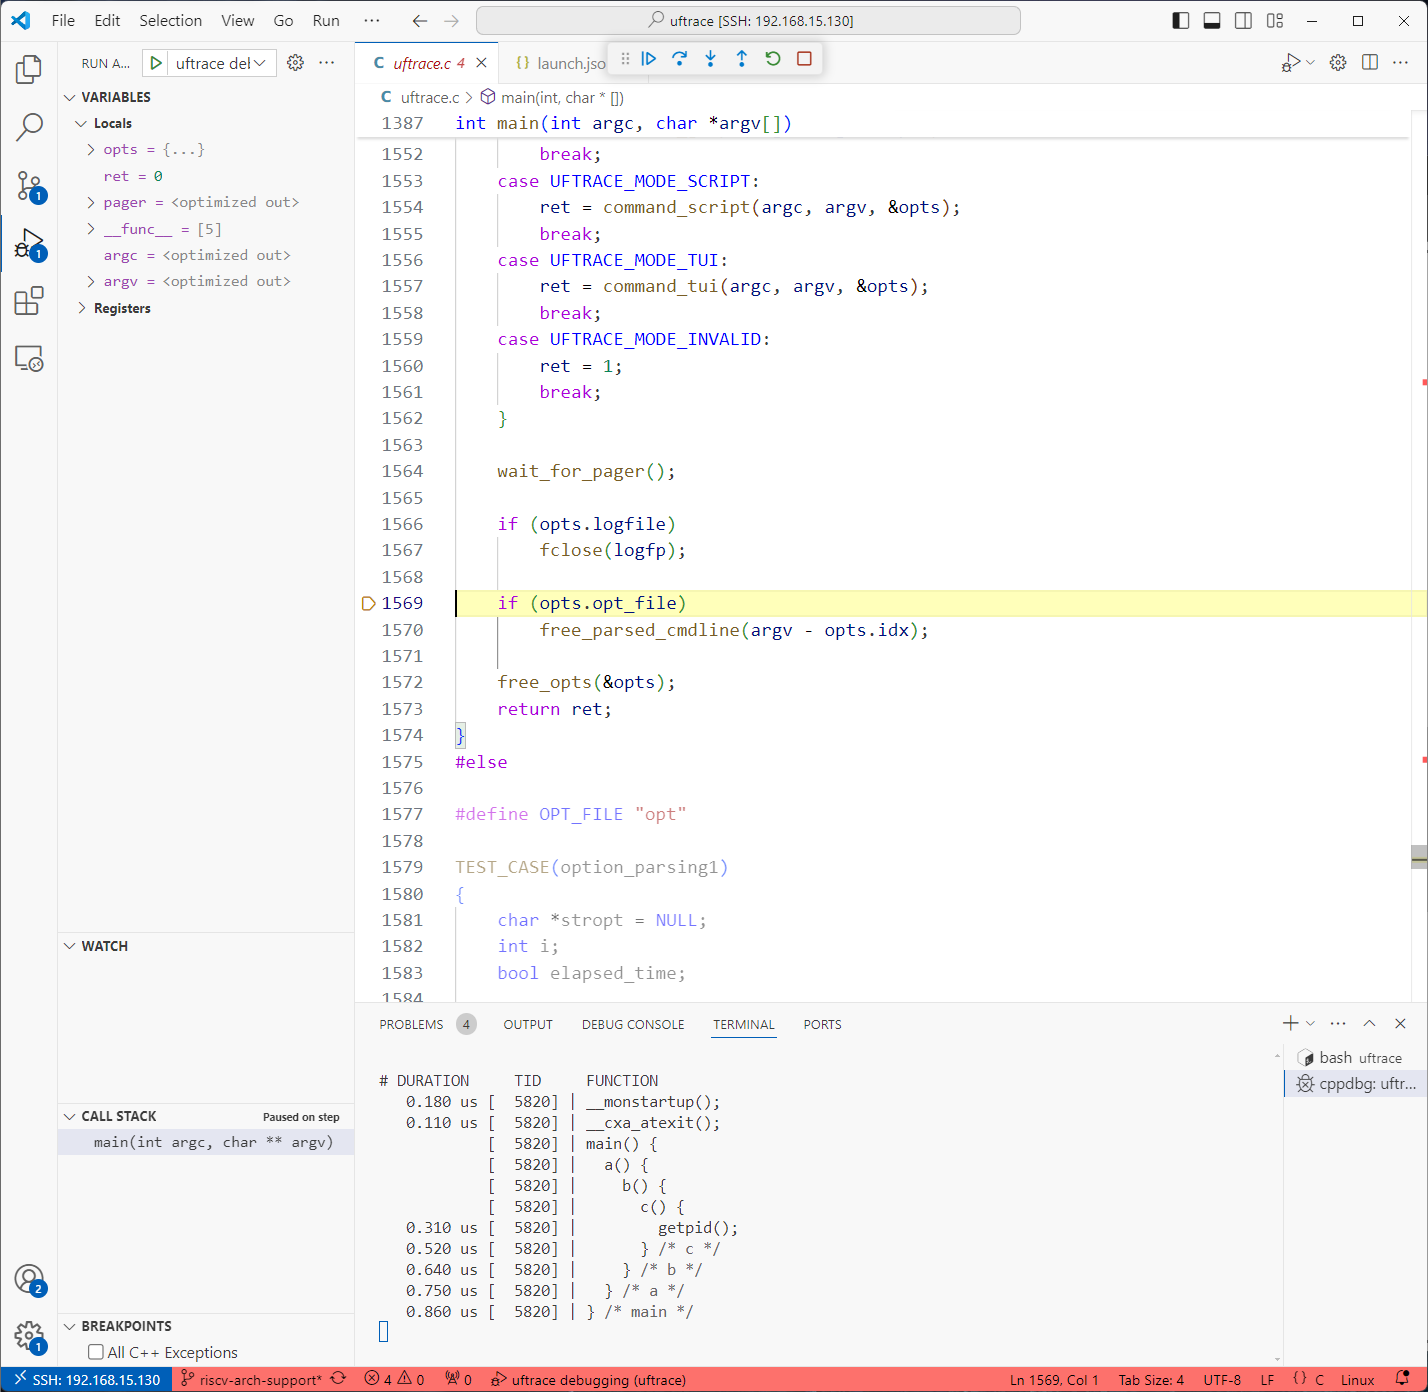 File Edit Selection View Go Run ··· uftrace [SSH: 192.168.15.130]
RUN A... uftrace del ···
uftrace.c 4
launch.jso
VARIABLES
Locals
opts = {...}
ret = 0
pager = <optimized out>
__func__ = [5]
argc = <optimized out>
argv = <optimized out>
Registers
WATCH
CALL STACK Paused on step
main(int argc, char ** argv)
BREAKPOINTS
All C++ Exceptions
1
1
2
1
C uftrace.c > main(int, char * [])
1387 int main(int argc, char *argv[])
1552 break;
1553 case UFTRACE_MODE_SCRIPT:
1554 ret = command_script(argc, argv, &opts);
1555 break;
1556 case UFTRACE_MODE_TUI:
1557 ret = command_tui(argc, argv, &opts);
1558 break;
1559 case UFTRACE_MODE_INVALID:
1560 ret = 1;
1561 break;
1562 }
1563
1564 wait_for_pager();
1565
1566 if (opts.logfile)
1567 fclose(logfp);
1568
1569 if (opts.opt_file)
1570 free_parsed_cmdline(argv - opts.idx);
1571
1572 free_opts(&opts);
1573 return ret;
1574 }
1575 #else
1576
1577 #define OPT_FILE "opt"
1578
1579 TEST_CASE(option_parsing1)
1580 {
1581 char *stropt = NULL;
1582 int i;
1583 bool elapsed_time;
1584
PROBLEMS 4 OUTPUT DEBUG CONSOLE TERMINAL PORTS
# DURATION TID FUNCTION
0.180 us [ 5820] | __monstartup();
0.110 us [ 5820] | __cxa_atexit();
[ 5820] | main() {
[ 5820] | a() {
[ 5820] | b() {
[ 5820] | c() {
0.310 us [ 5820] | getpid();
0.520 us [ 5820] | } /* c */
0.640 us [ 5820] | } /* b */
0.750 us [ 5820] | } /* a */
0.860 us [ 5820] | } /* main */
bash uftrace
cppdbg: uftr...
SSH: 192.168.15.130 riscv-arch-support* 4 0 0 uftrace debugging (uftrace) Ln 1569, Col 1 Tab Size: 4 UTF-8 LF {} C Linux